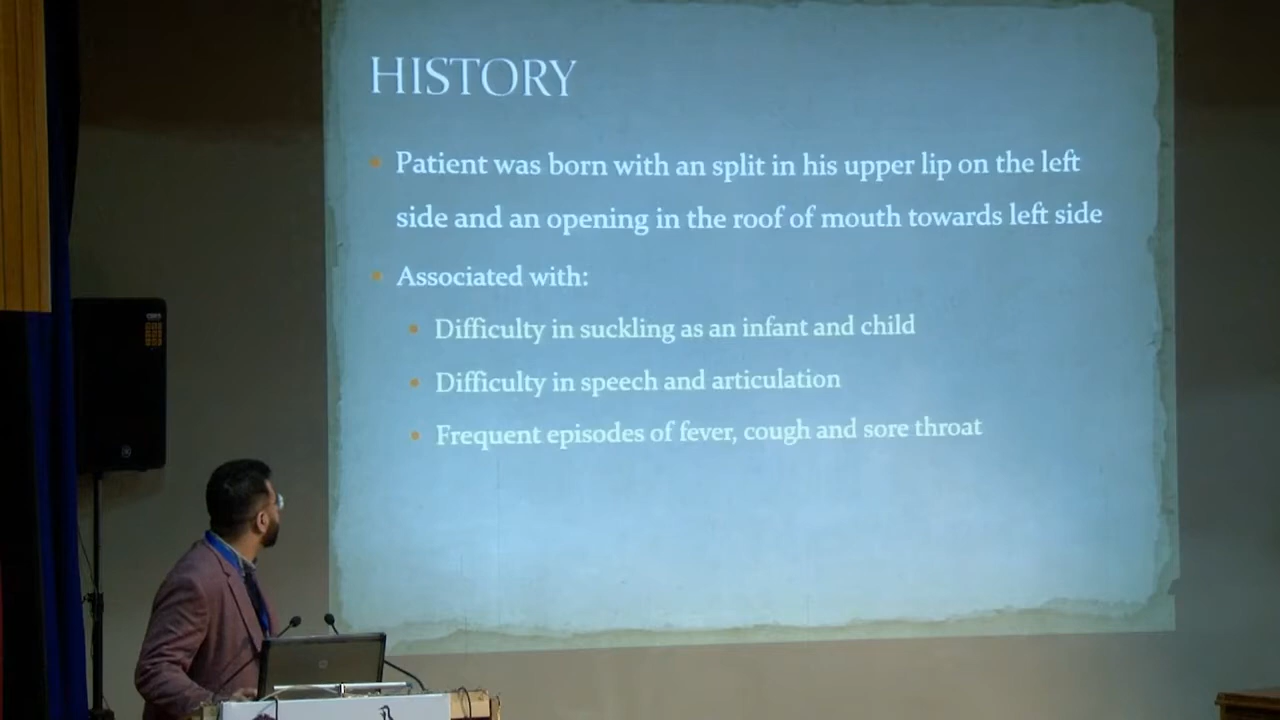 HISTORY
Patient was born with an split in his upper lip on the left
side and an opening in the roof of mouth towards left side
Associated with:
Difficulty in suckling as an infant and child
Difficulty in speech and articulation
Frequent episodes of fever, cough and sore throat